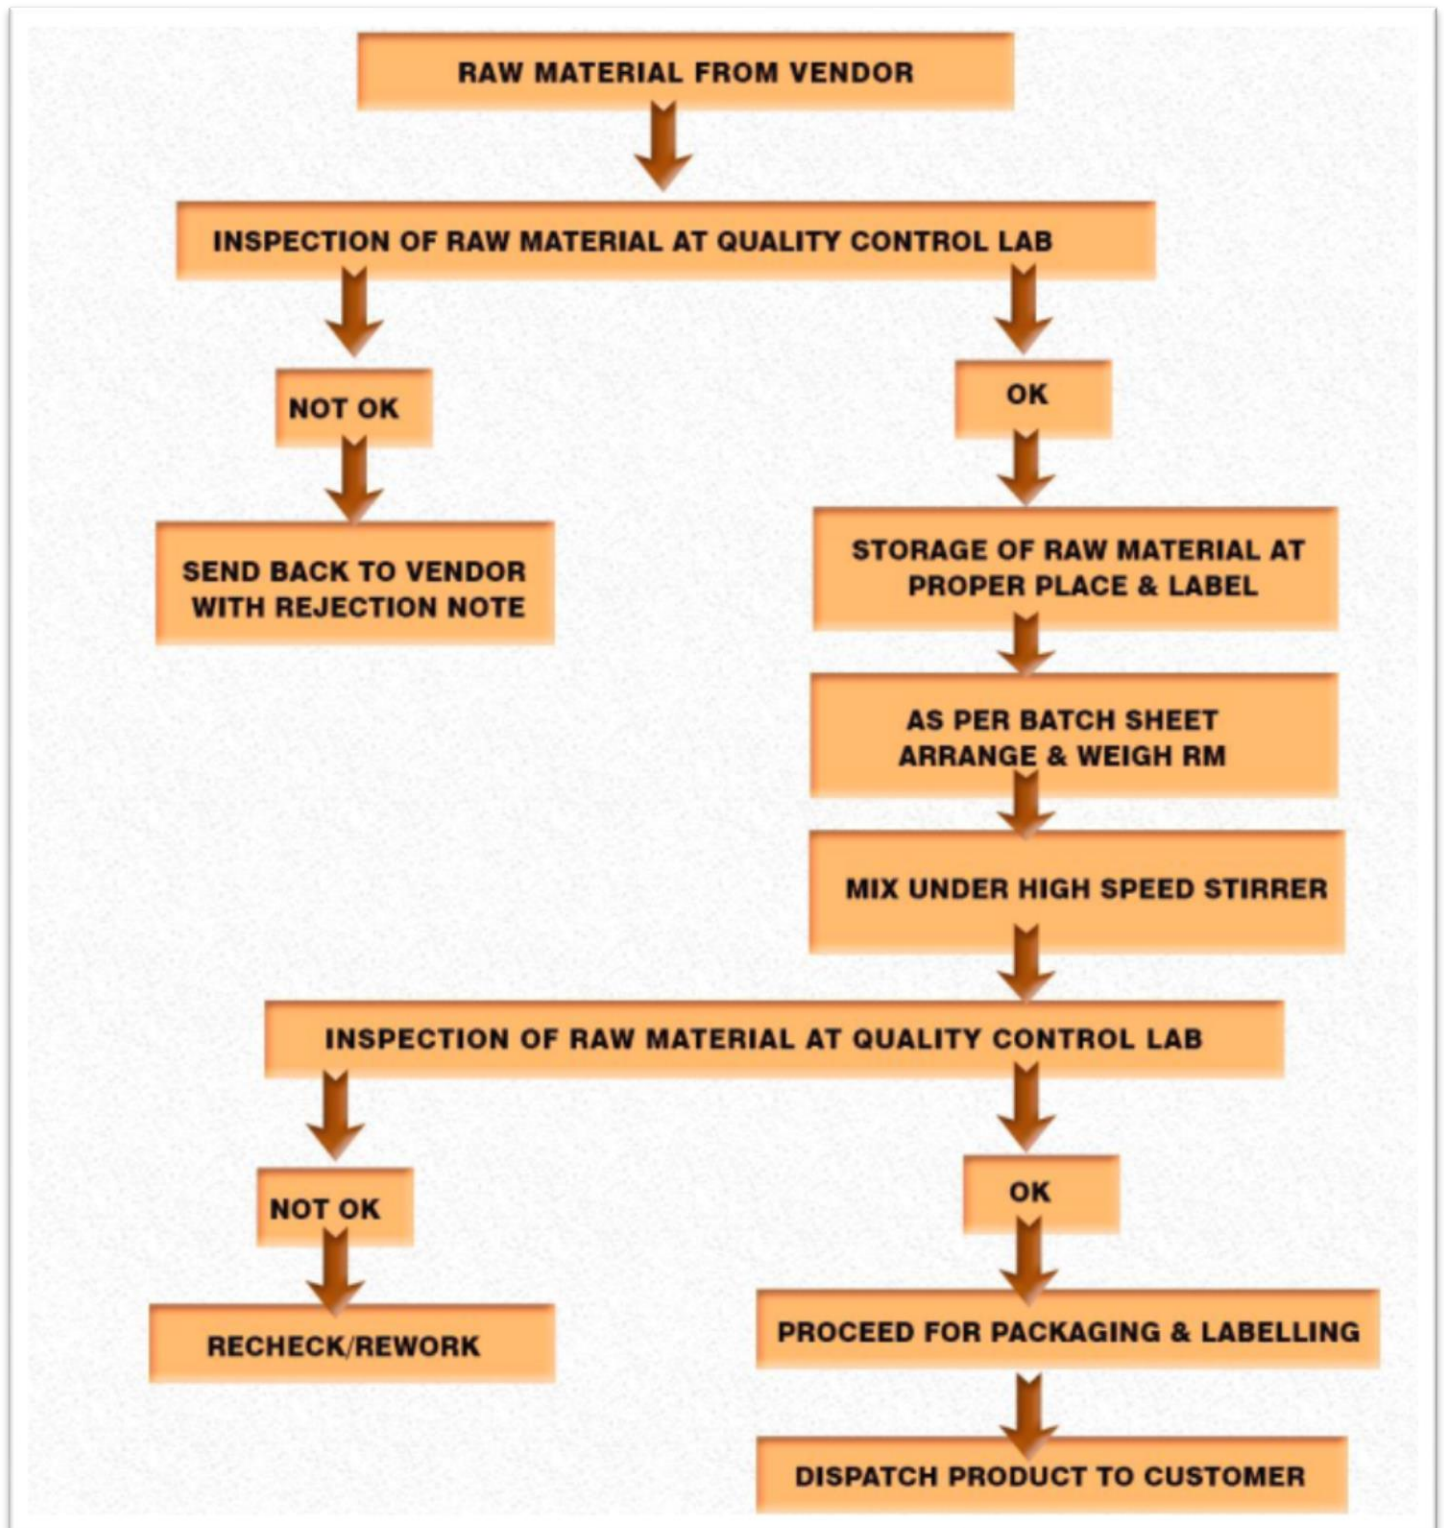 RAW MATERIAL FROM VENDOR
INSPECTION OF RAW MATERIAL AT QUALITY CONTROL LAB
NOT OK
OK
SEND BACK TO VENDOR
WITH REJECTION NOTE
STORAGE OF RAW MATERIAL AT
PROPER PLACE & LABEL
AS PER BATCH SHEET
ARRANGE & WEIGH RM
MIX UNDER HIGH SPEED STIRRER
INSPECTION OF RAW MATERIAL AT QUALITY CONTROL LAB
NOT OK
OK
RECHECK/REWORK
PROCEED FOR PACKAGING & LABELLING
DISPATCH PRODUCT TO CUSTOMER